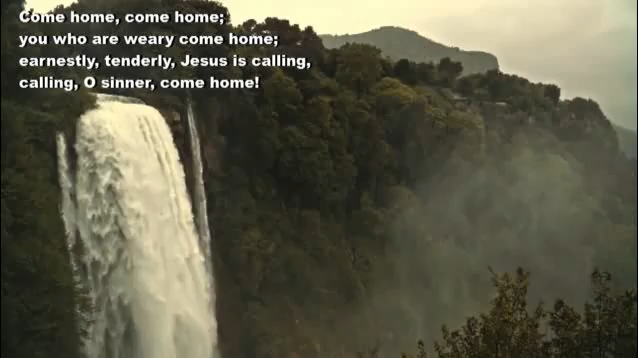 Come home, come home;
you who are weary come home;
earnestly, tenderly, Jesus is calling,
calling, O sinner, come home!